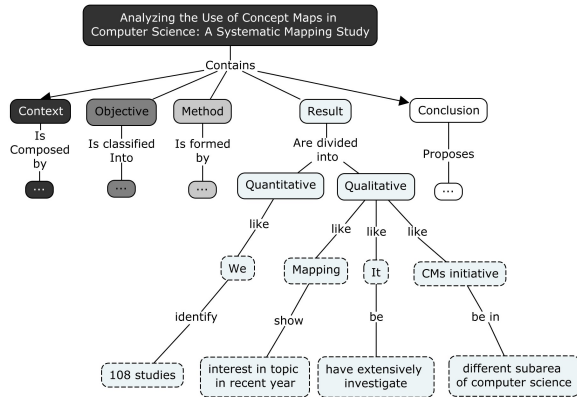 Analyzing the Use of Concept Maps in
Computer Science: A Systematic Mapping Study
Contains
Context
Objective
Method
Result
Conclusion
Is
Composed
by
Is classified
Into
Is formed
by
Are divided
into
Proposes
...
...
...
...
Quantitative
Qualitative
like
like
like
like
We
Mapping
It
CMs initiative
identify
show
be
be in
108 studies
interest in topic
in recent year
have extensively
investigate
different subarea
of computer science